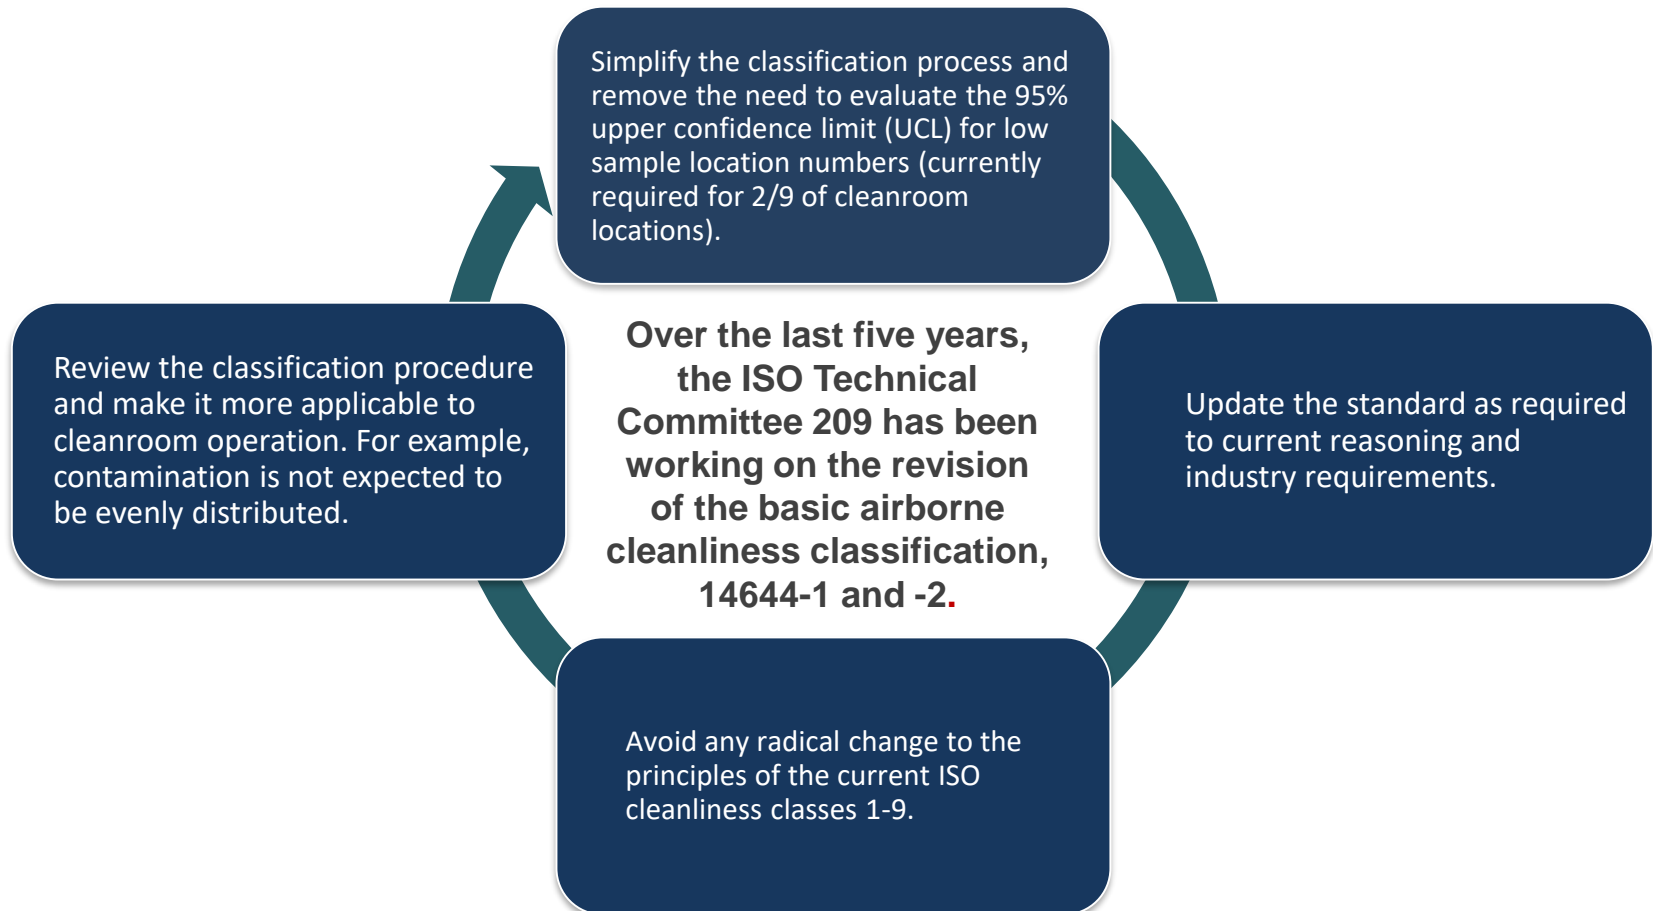 Simplify the classification process and
remove the need to evaluate the 95%
upper confidence limit (UCL) for low
sample location numbers (currently
required for 2/9 of cleanroom
locations).
Update the standard as required
to current reasoning and
industry requirements.
Avoid any radical change to the
principles of the current ISO
cleanliness classes 1-9.
Review the classification procedure
and make it more applicable to
cleanroom operation. For example,
contamination is not expected to
be evenly distributed.
Over the last five years,
the ISO Technical
Committee 209 has been
working on the revision
of the basic airborne
cleanliness classification,
14644-1 and -2.